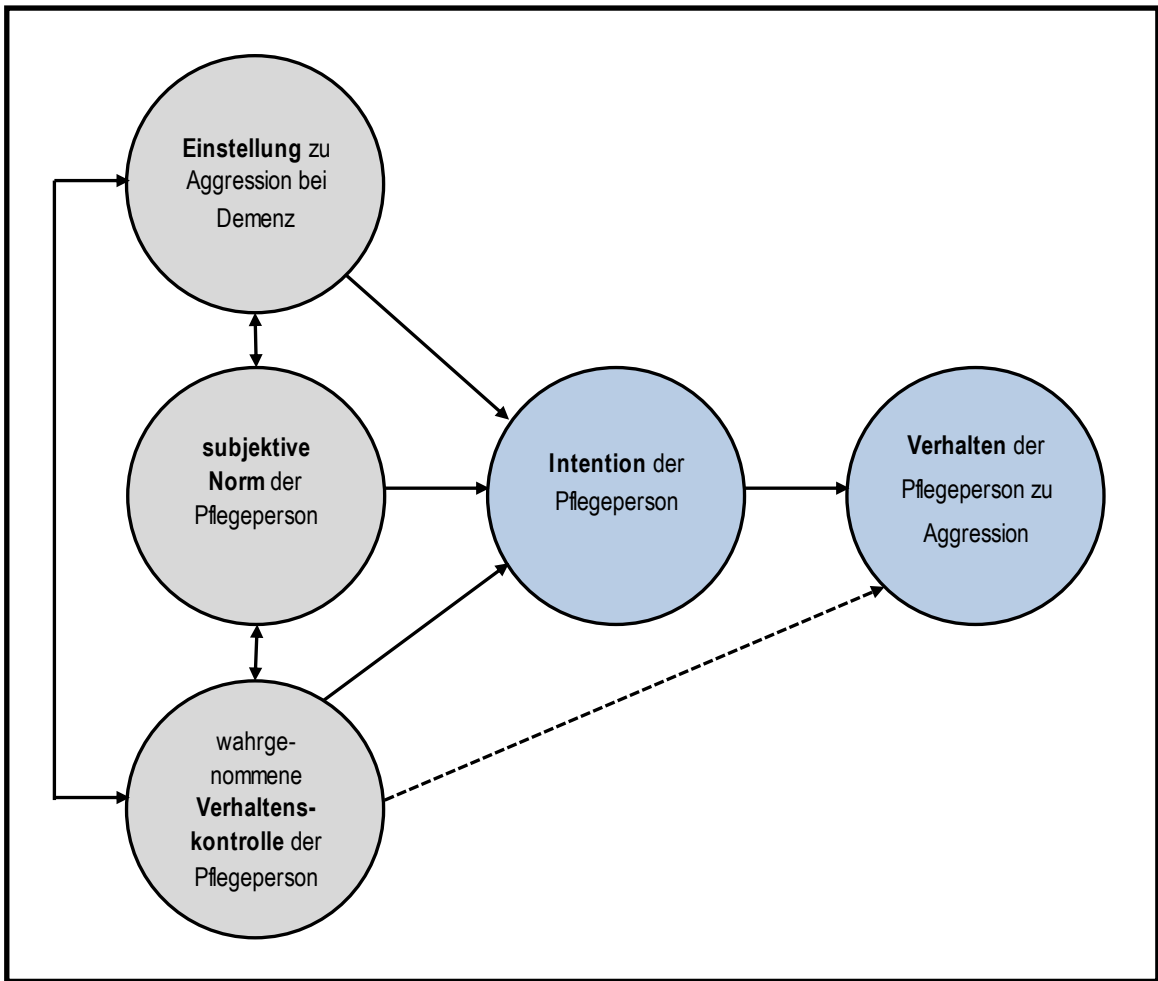 Einstellung zu
Aggression bei
Demenz
subjektive
Norm der
Pflegeperson
Intention der
Pflegeperson
Verhalten der
Pflegeperson zu
Aggression
wahrge-
nommene
Verhaltens-
kontrolle der
Pflegeperson